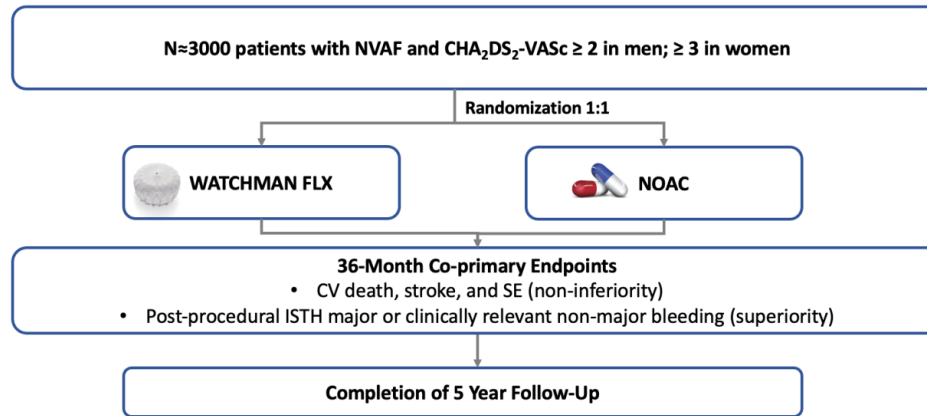 N≈3000 patients with NVAF and CHA₂DS₂-VASc ≥ 2 in men; ≥ 3 in women
Randomization 1:1
WATCHMAN FLX
NOAC
36-Month Co-primary Endpoints
• CV death, stroke, and SE (non-inferiority)
• Post-procedural ISTH major or clinically relevant non-major bleeding (superiority)
Completion of 5 Year Follow-Up